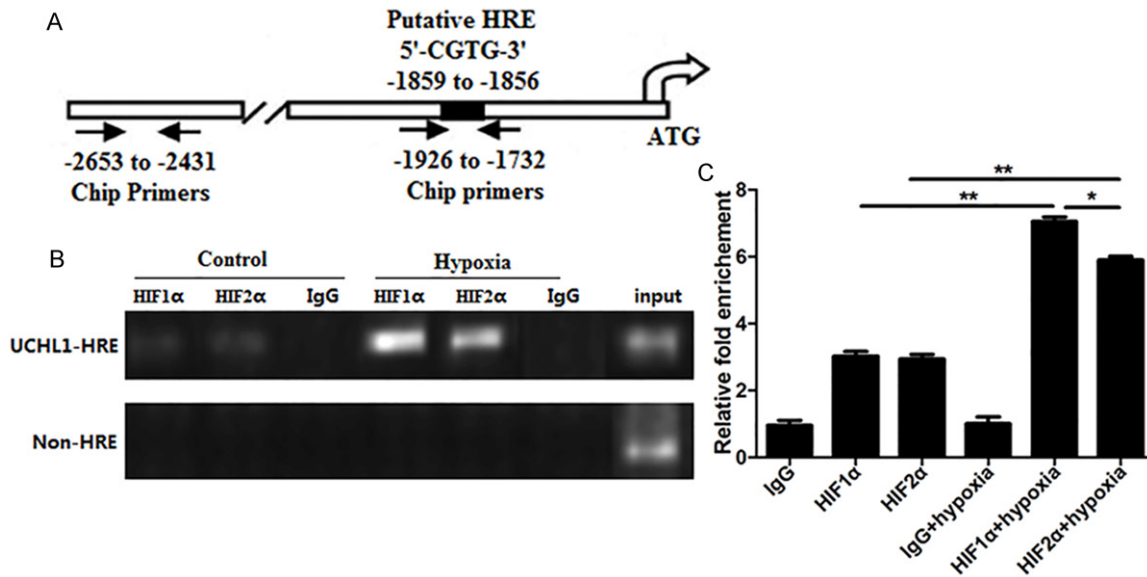 A
Putative HRE
5'-CGTG-3'
-1859 to -1856
ATG
-2653 to -2431
Chip Primers
-1926 to -1732
Chip primers
B
Control
Hypoxia
HIF1α HIF2α IgG HIF1α HIF2α IgG input
UCHL1-HRE
Non-HRE
C
**
**
*
Relative fold enrichement
8
6
4
2
0
IgG
HIF1α
HIF2α
IgG+hypoxia
HIF1α+hypoxia
HIF2α+hypoxia